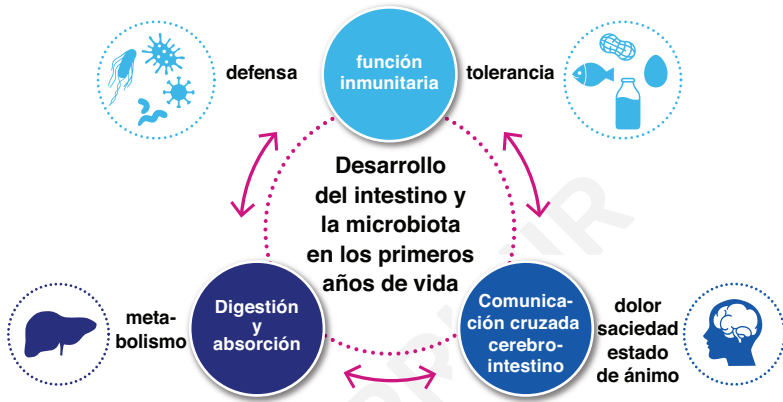 defensa
función
inmunitaria
tolerancia
Desarrollo
del intestino y
la microbiota
en los primeros
años de vida
meta-
bolismo
Digestión
y
absorción
Comunica-
ción cruzada
cerebro-
intestino
dolor
saciedad
estado
de ánimo